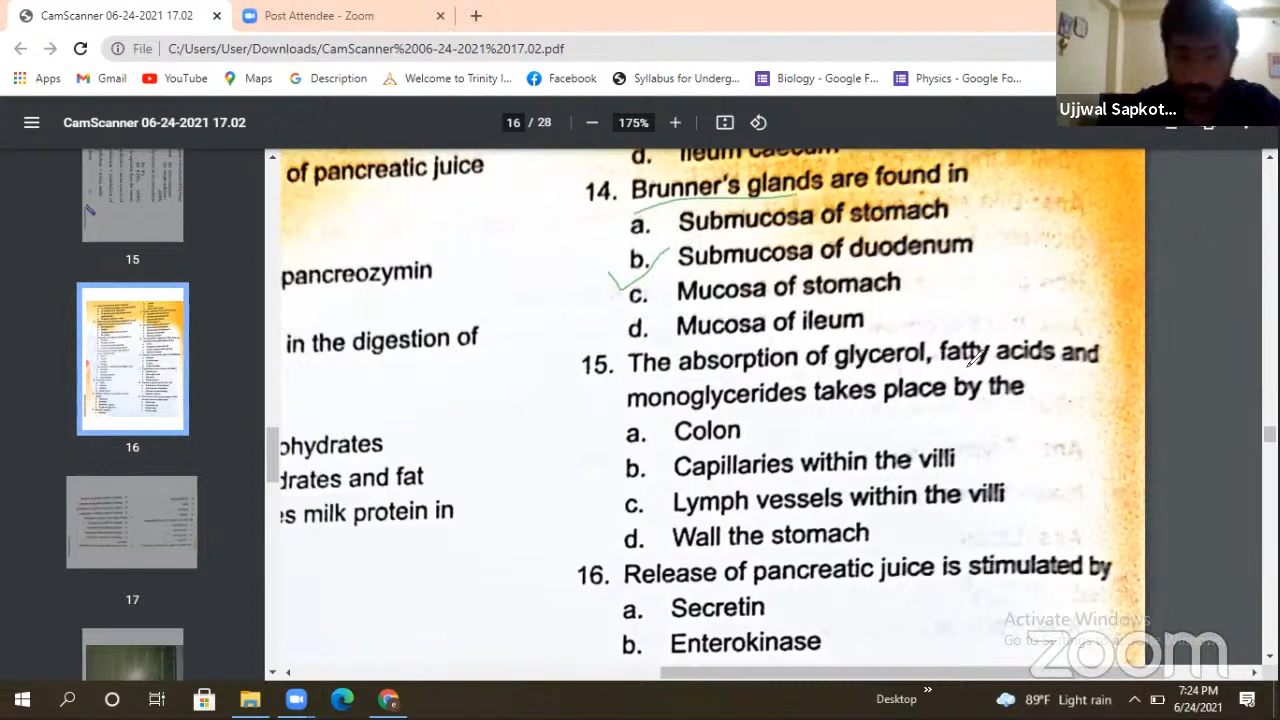 CamScanner 06-24-2021 17.02
Post Attendee - Zoom
File
C:/Users/User/Downloads/CamScanner%2006-24-2021%2017.02.pdf
Apps
Gmail
YouTube
Maps
Description
Welcome to Trinity I...
Facebook
Syllabus for Underg...
Biology - Google F...
Physics - Google Fo...
Ujjwal Sapkot...
CamScanner 06-24-2021 17.02
16 / 28
175%
15
16
17
of pancreatic juice
pancreozymin
in the digestion of
ohydrates
drates and fat
es milk protein in
d. Ileum caecum
14. Brunner's glands are found in
a. Submucosa of stomach
b. Submucosa of duodenum
c. Mucosa of stomach
d. Mucosa of ileum
15. The absorption of glycerol, fatty acids and
monoglycerides takes place by the
a. Colon
b. Capillaries within the villi
c. Lymph vessels within the villi
d. Wall the stomach
16. Release of pancreatic juice is stimulated by
a. Secretin
b. Enterokinase
Activate Windows
zoom
Desktop
89°F Light rain
7:24 PM
6/24/2021